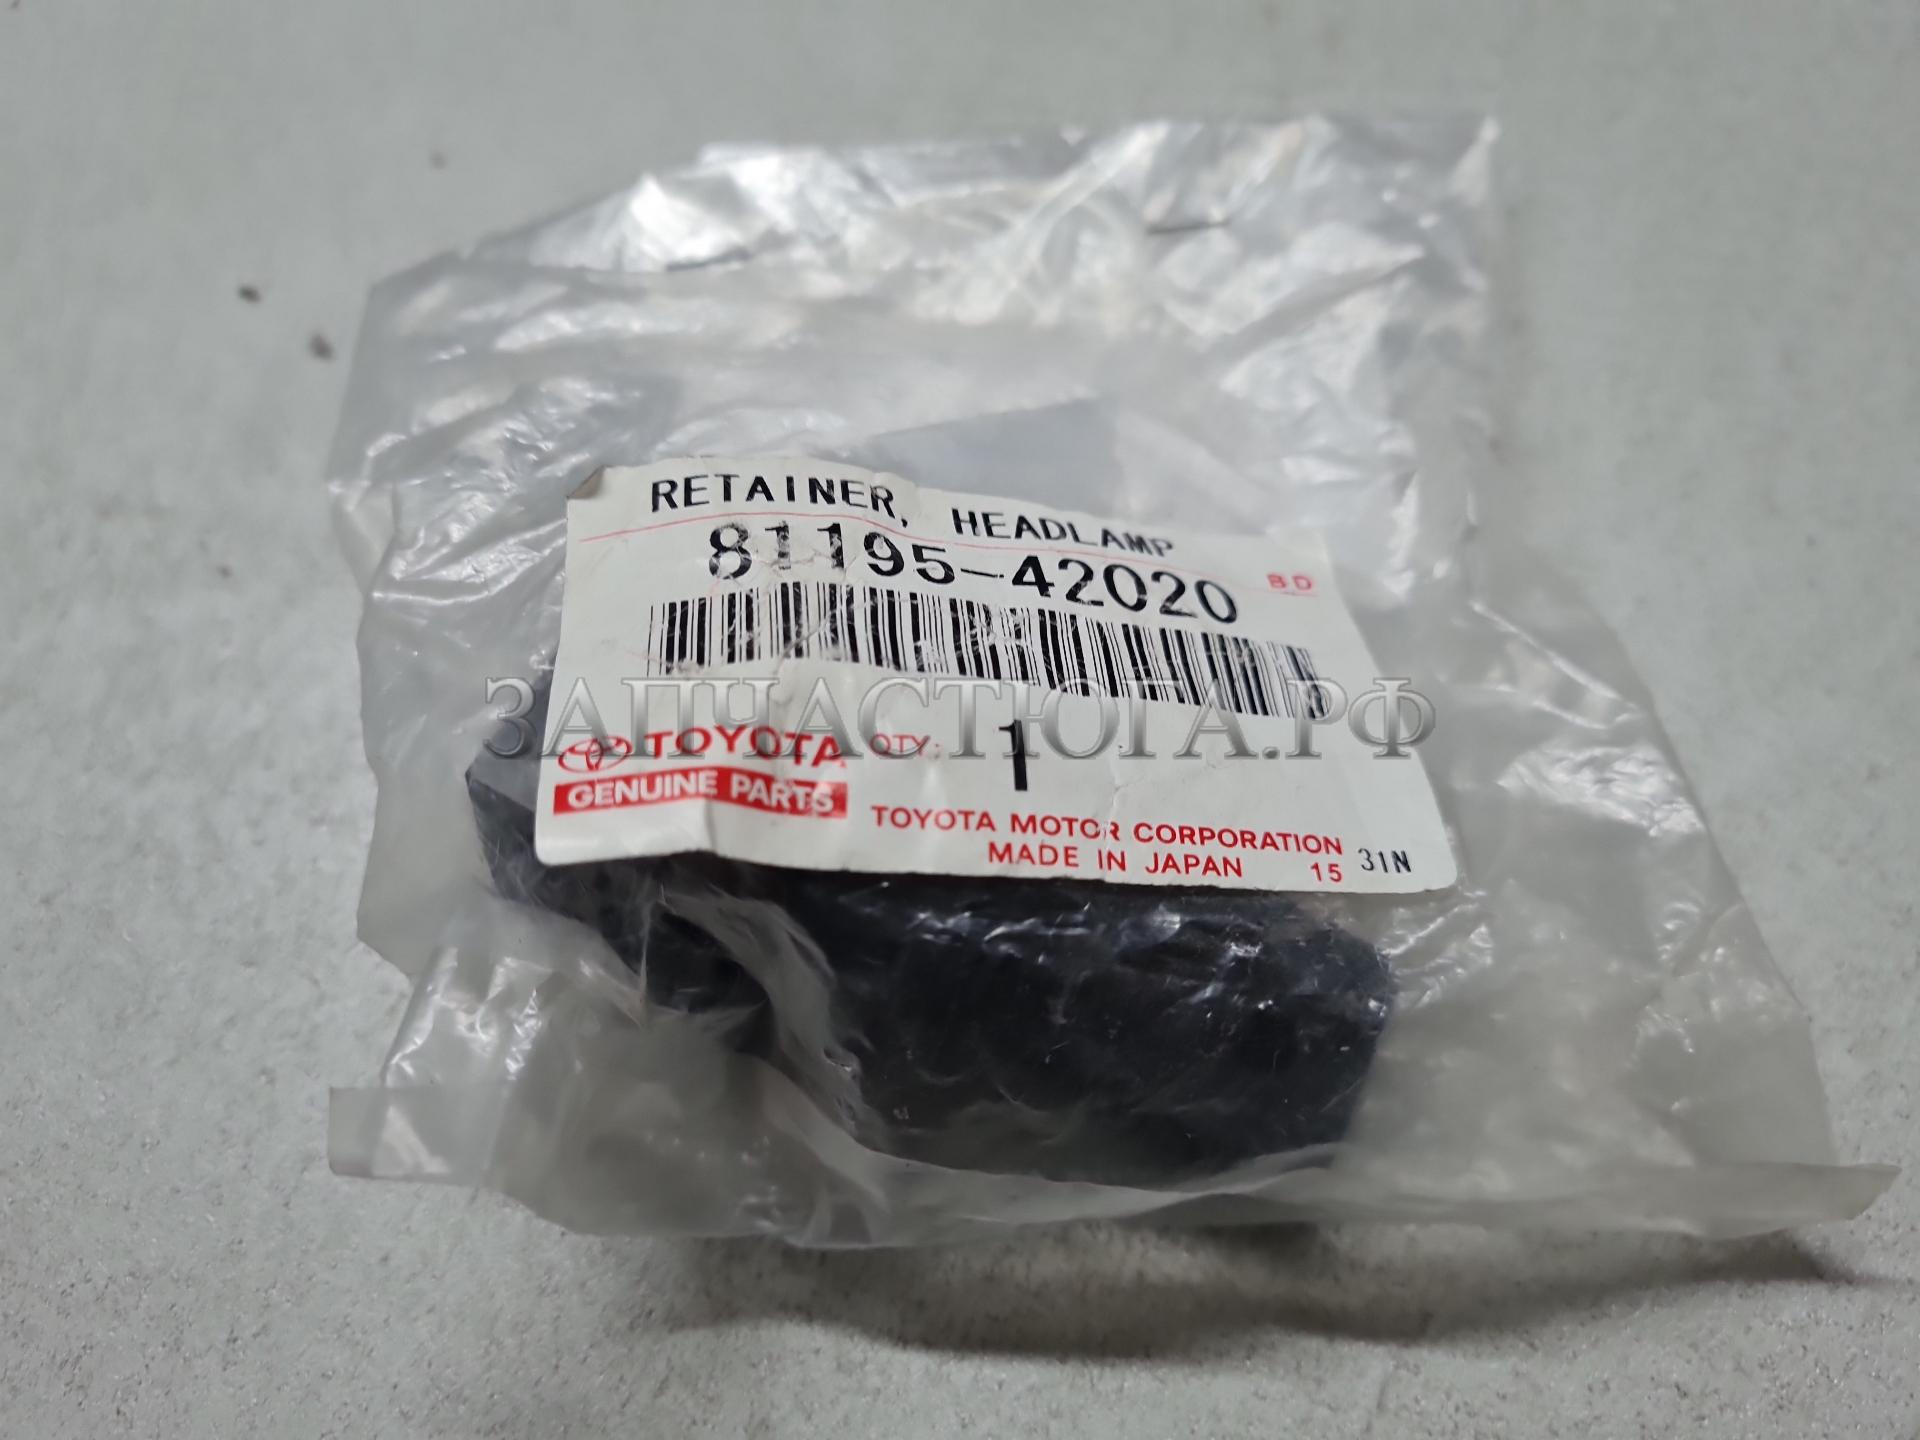 RETAINER, HEADLAMP
81195-42020 BD
ЗАПЧАСТЮГА.РФ
TOYOTA QTY: 1
GENUINE PARTS
TOYOTA MOTOR CORPORATION
MADE IN JAPAN 15 31N